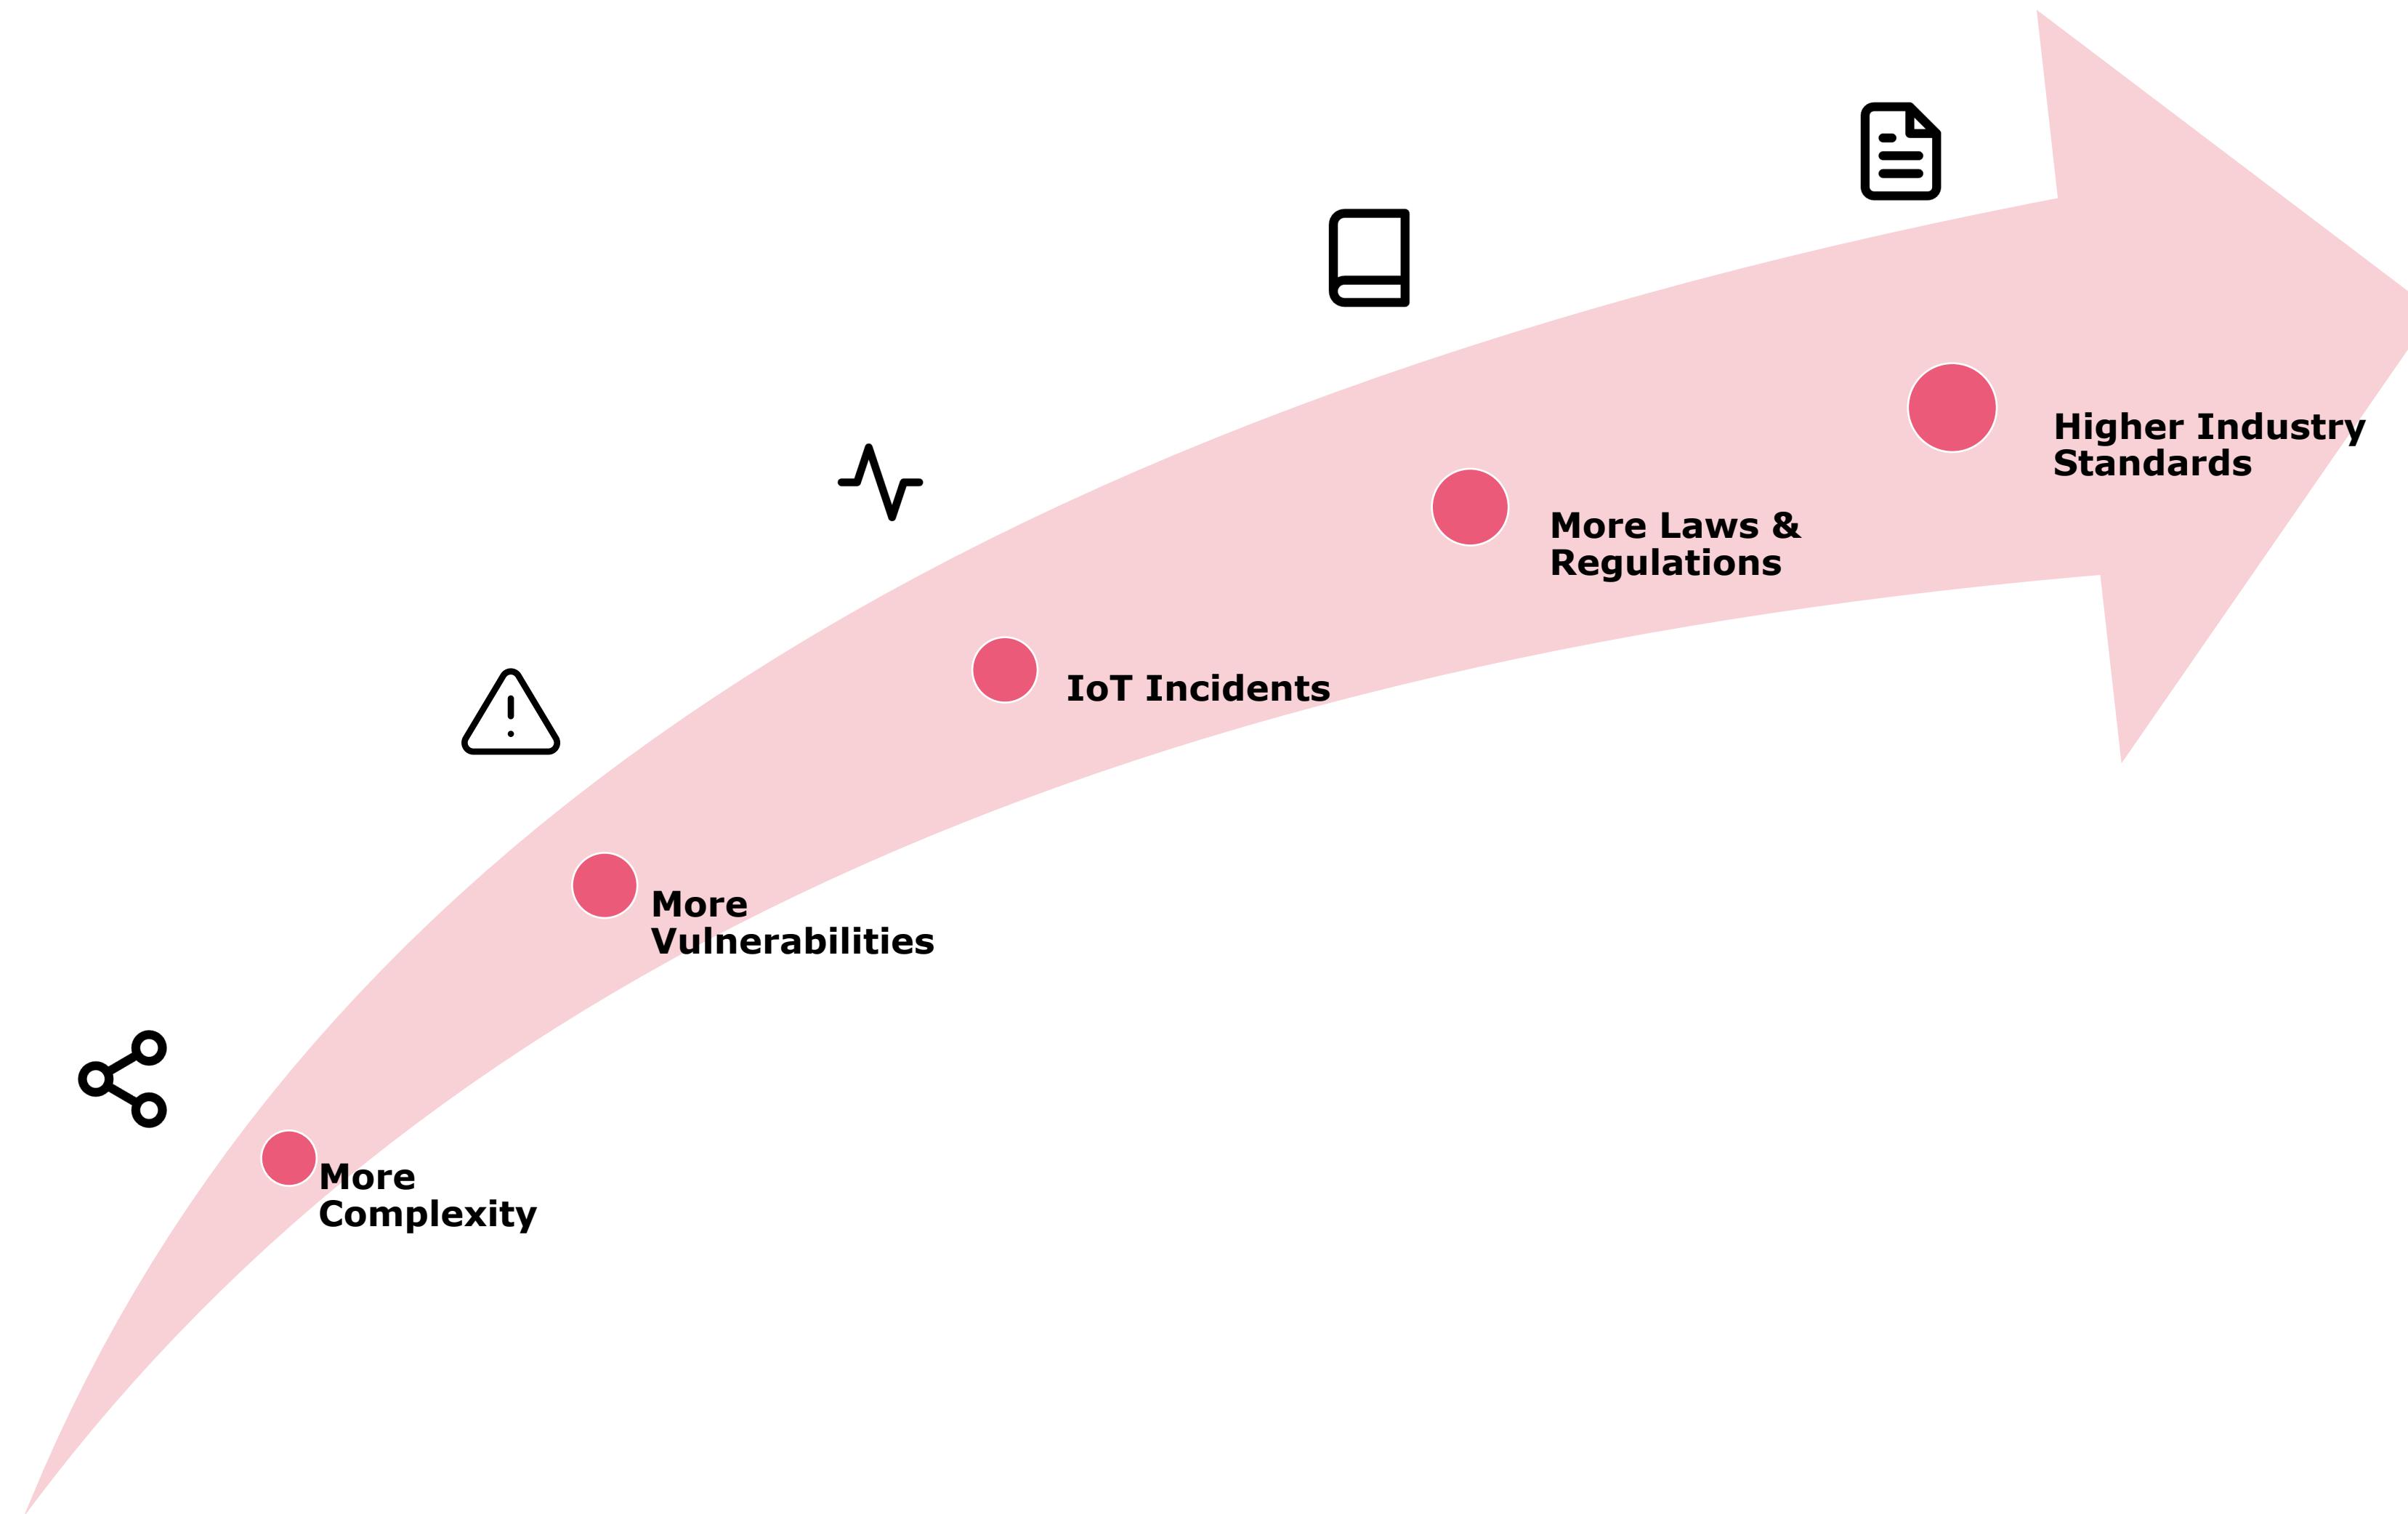 More
Complexity
More
Vulnerabilities
IoT Incidents
More Laws &
Regulations
Higher Industry
Standards